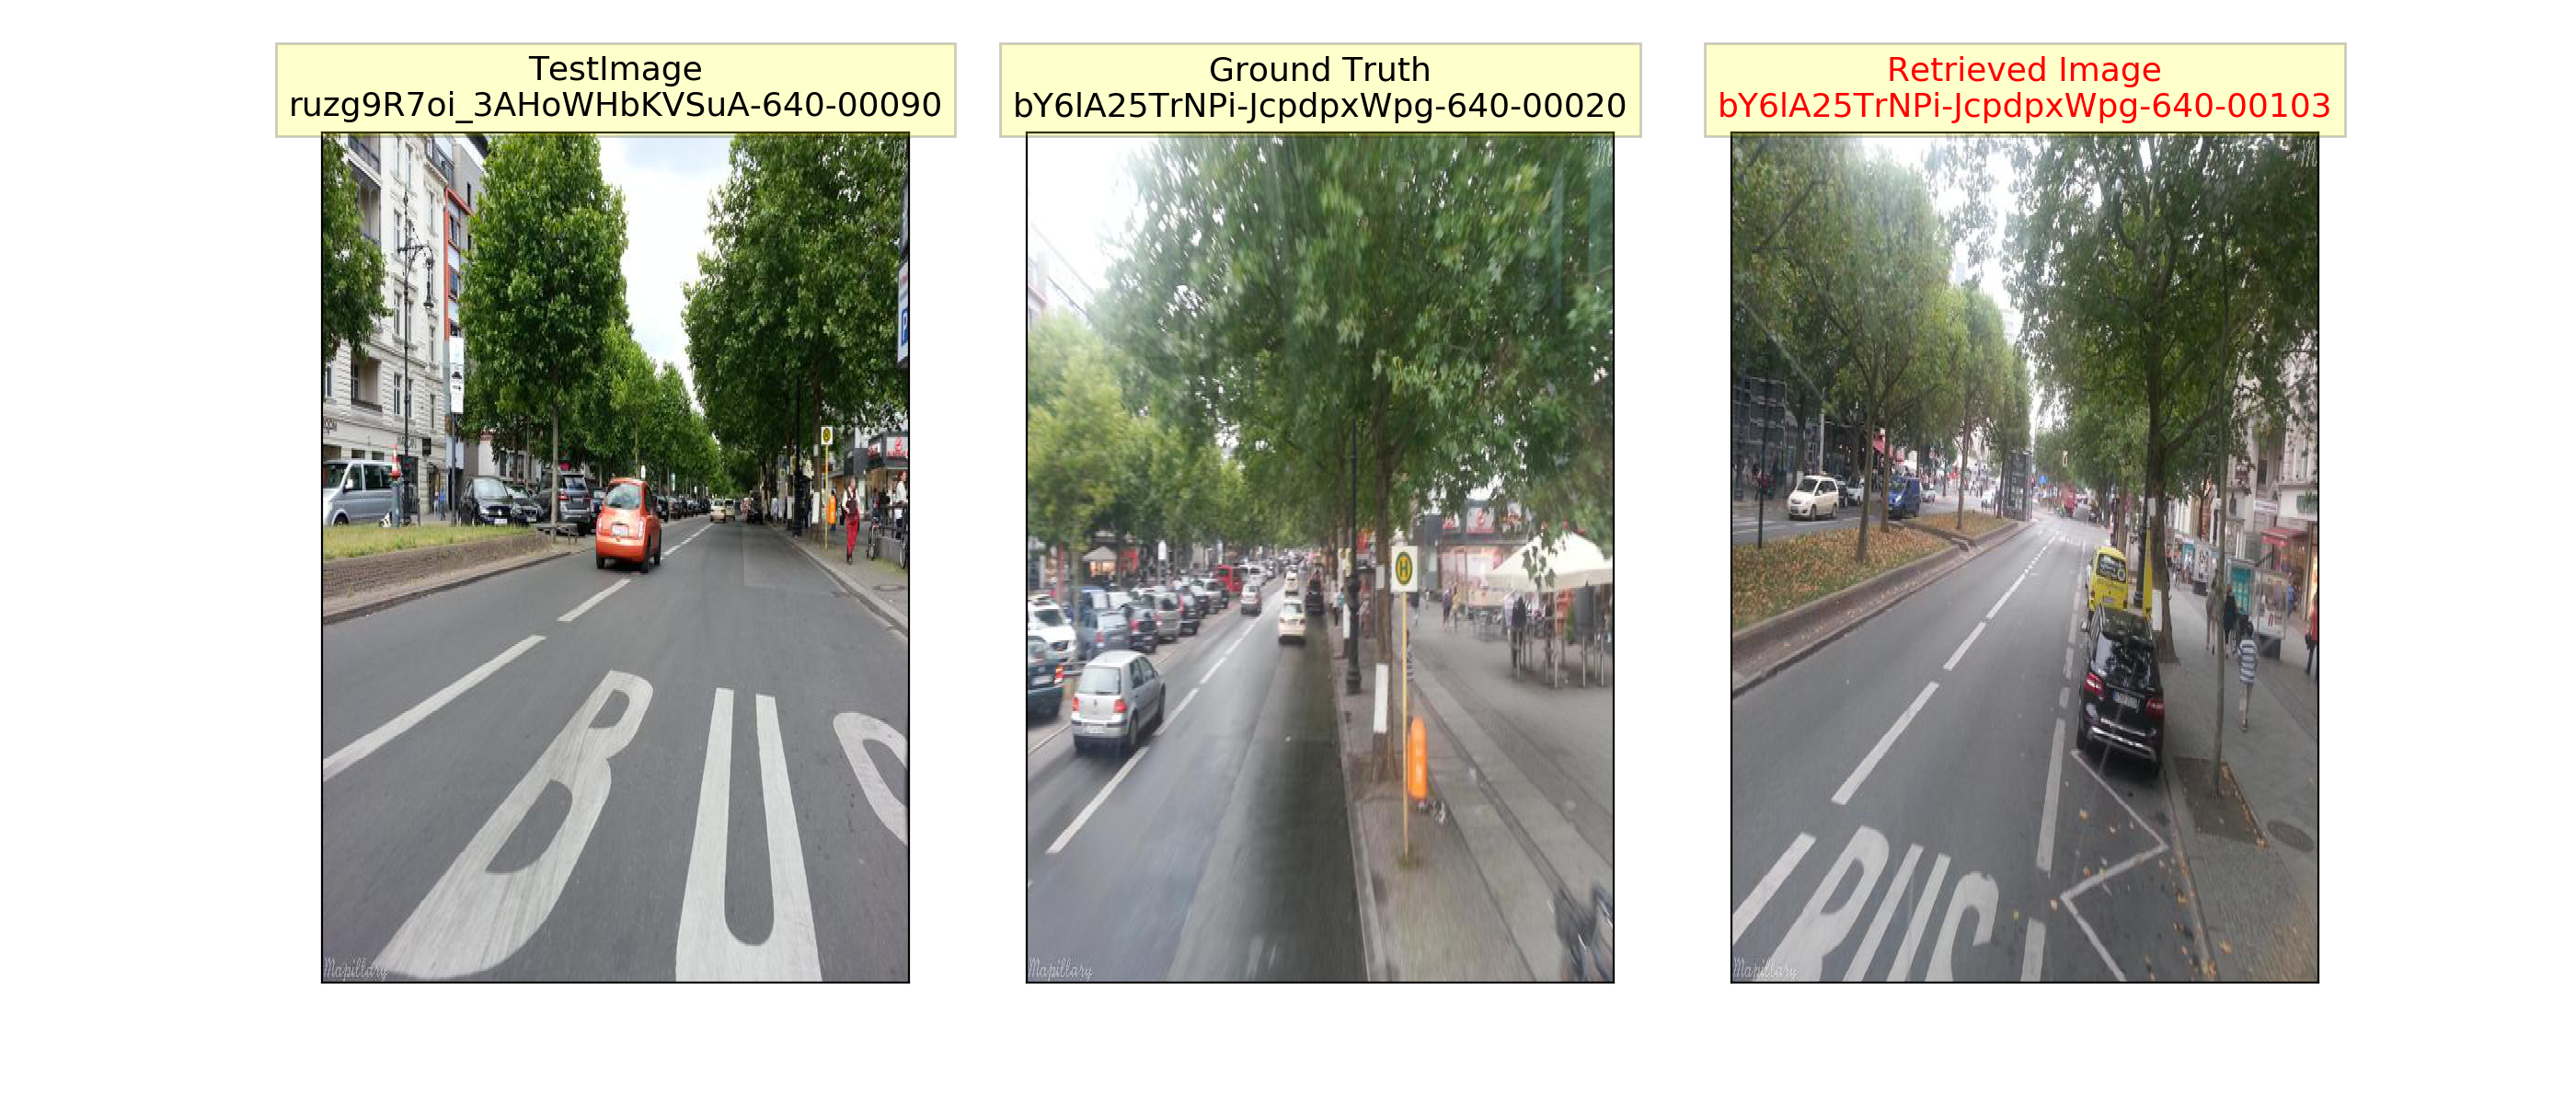 TestImage
ruzg9R7oi_3AHoWHbKVSuA-640-00090
Ground Truth
bY6lA25TrNPi-JcpdpxWpg-640-00020
Retrieved Image
bY6lA25TrNPi-JcpdpxWpg-640-00103
P
H
H
BUS
BUS
Mapillary
Mapillary
Mapillary